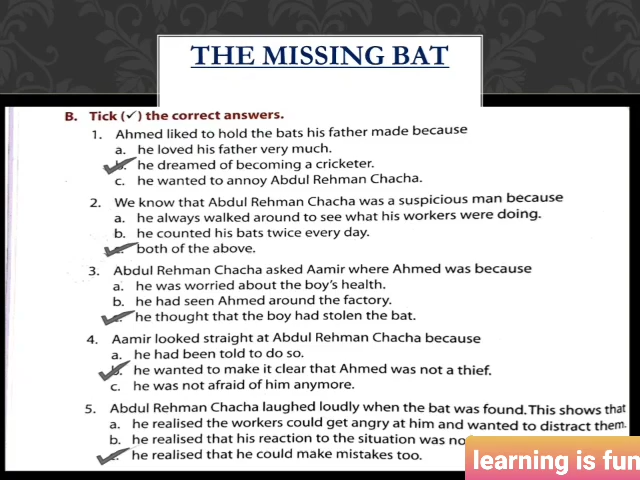 THE MISSING BAT
B. Tick (✓) the correct answers.
1. Ahmed liked to hold the bats his father made because
a. he loved his father very much.
he dreamed of becoming a cricketer.
c. he wanted to annoy Abdul Rehman Chacha.
2. We know that Abdul Rehman Chacha was a suspicious man because
a. he always walked around to see what his workers were doing.
b. he counted his bats twice every day.
both of the above.
3. Abdul Rehman Chacha asked Aamir where Ahmed was because
a. he was worried about the boy's health.
b. he had seen Ahmed around the factory.
he thought that the boy had stolen the bat.
4. Aamir looked straight at Abdul Rehman Chacha because
a. he had been told to do so.
b. he wanted to make it clear that Ahmed was not a thief.
c. he was not afraid of him anymore.
5. Abdul Rehman Chacha laughed loudly when the bat was found. This shows that
a. he realised the workers could get angry at him and wanted to distract them.
b. he realised that his reaction to the situation was
he realised that he could make mistakes too.
learning is fun